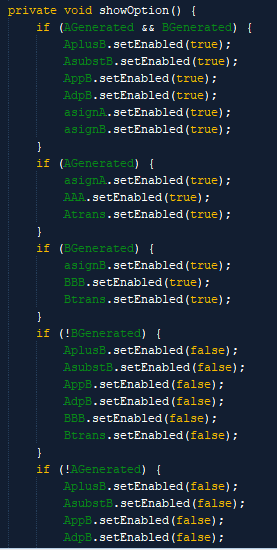 private void showOption() {
if (AGenerated && BGenerated) {
AplusB.setEnabled(true);
AsubstB.setEnabled(true);
AppB.setEnabled(true);
AdpB.setEnabled(true);
asignA.setEnabled(true);
asignB.setEnabled(true);
}
if (AGenerated) {
asignA.setEnabled(true);
AAA.setEnabled(true);
Atrans.setEnabled(true);
}
if (BGenerated) {
asignB.setEnabled(true);
BBB.setEnabled(true);
Btrans.setEnabled(true);
}
if (!BGenerated) {
AplusB.setEnabled(false);
AsubstB.setEnabled(false);
AppB.setEnabled(false);
AdpB.setEnabled(false);
BBB.setEnabled(false);
Btrans.setEnabled(false);
}
if (!AGenerated) {
AplusB.setEnabled(false);
AsubstB.setEnabled(false);
AppB.setEnabled(false);
AdpB.setEnabled(false);